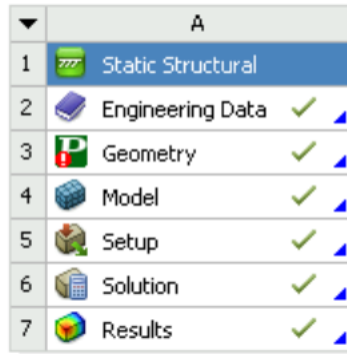 A
1 Static Structural
2 Engineering Data
3 Geometry
4 Model
5 Setup
6 Solution
7 Results